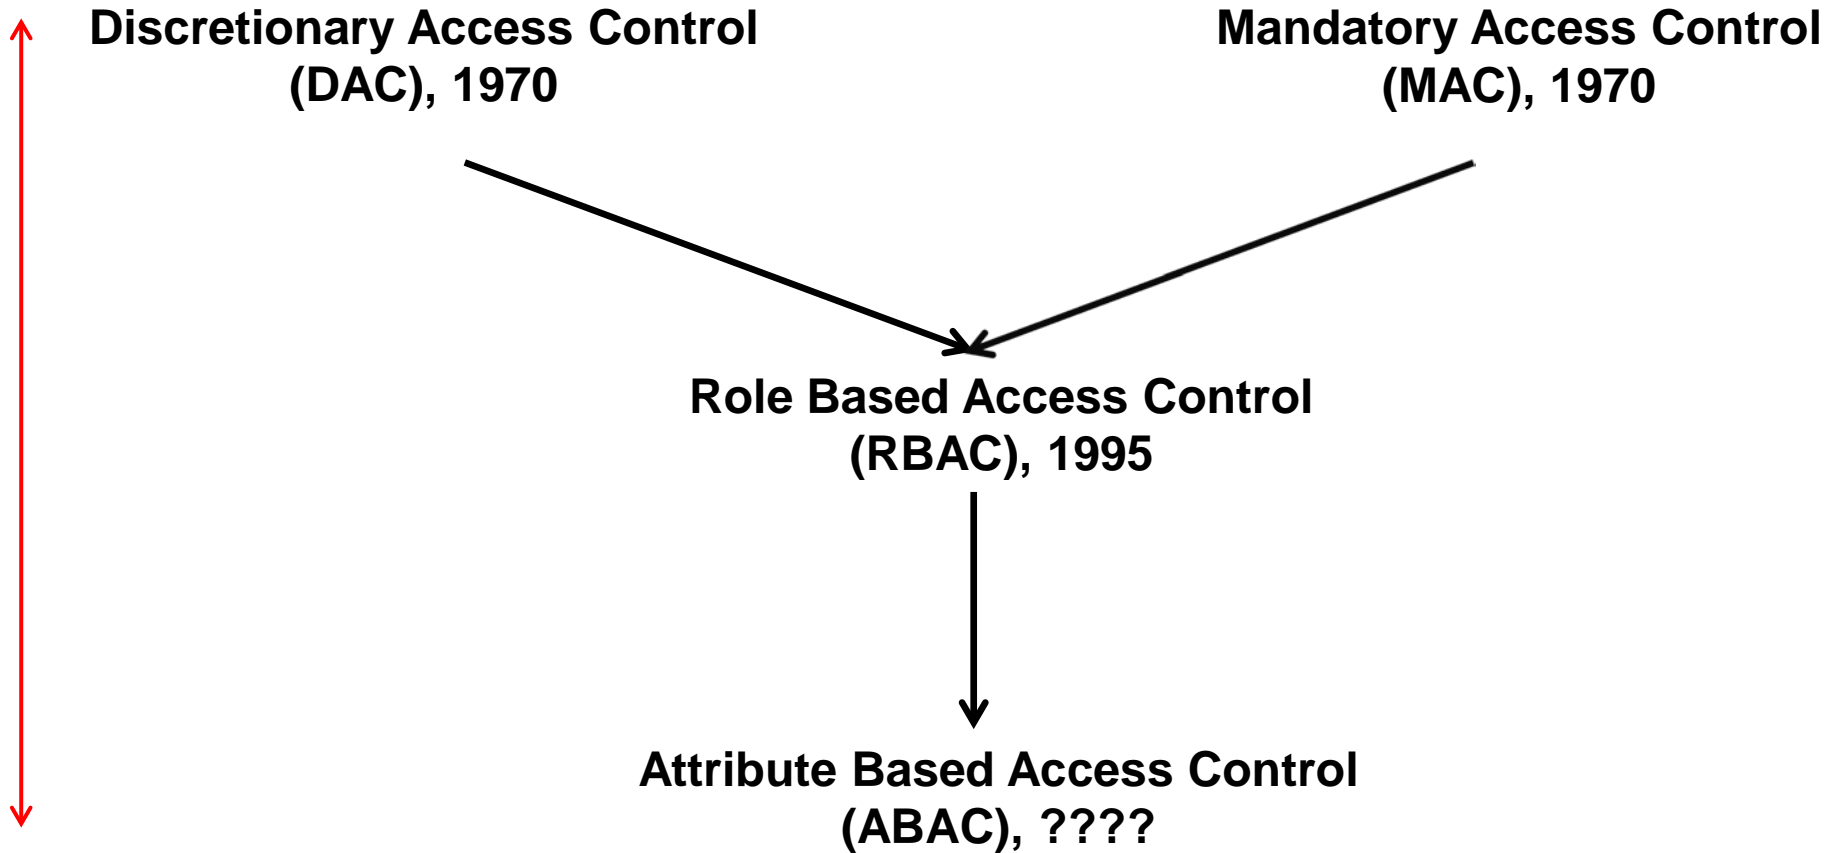 Discretionary Access Control
(DAC), 1970
Mandatory Access Control
(MAC), 1970
Role Based Access Control
(RBAC), 1995
Attribute Based Access Control
(ABAC), ????